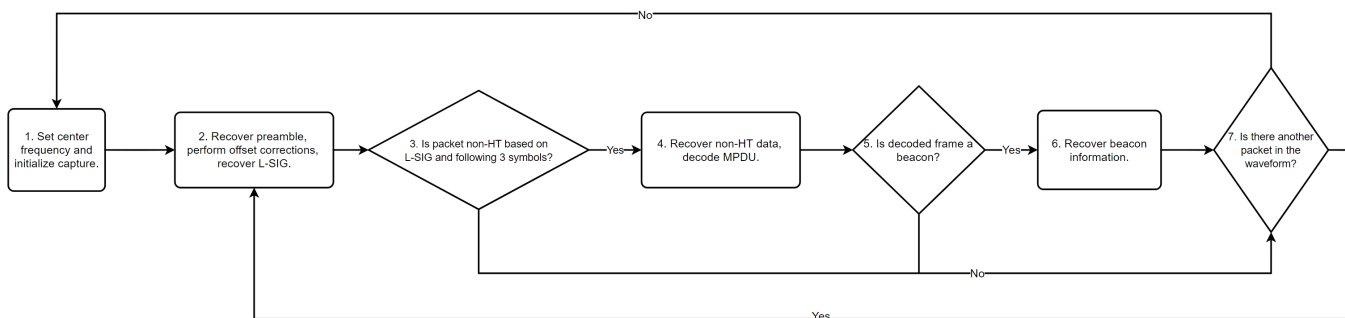 No
1. Set center
frequency and
initialize capture.
2. Recover preamble,
perform offset corrections,
recover L-SIG.
3. Is packet non-HT based on
L-SIG and following 3 symbols?
Yes
4. Recover non-HT data,
decode MPDU.
5. Is decoded frame a
beacon?
Yes
6. Recover beacon
information.
7. Is there another
packet in the
waveform?
No
Yes